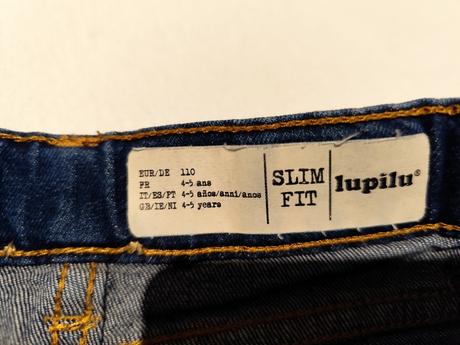 EUR/DE 110
FR 4-5 ans
IT/ES/PT 4-5 años/anni/anos
GB/IE/NI 4-5 years
SLIM
FIT
lupilu®